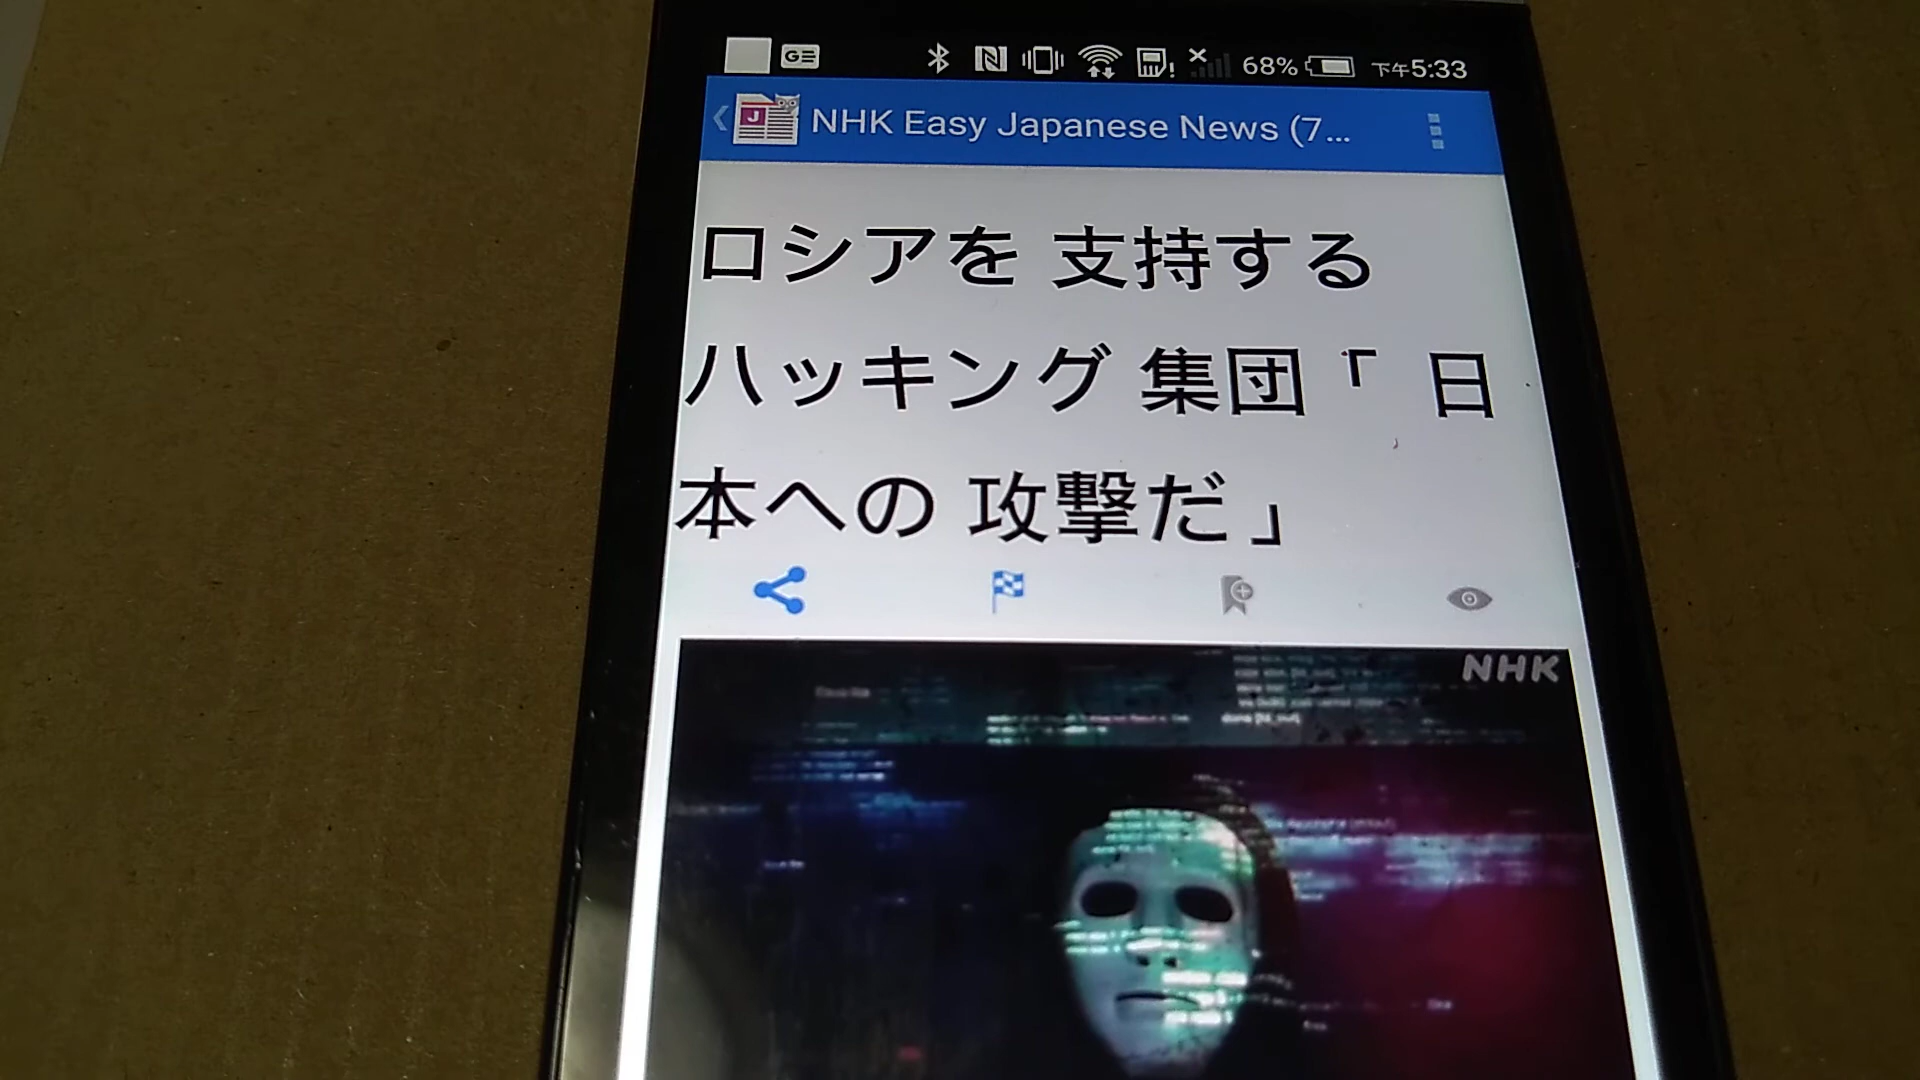 68% 下午5:33
J NHK Easy Japanese News (7...
ロシアを 支持する
ハッキング 集団「 日
本への 攻撃だ」
NHK